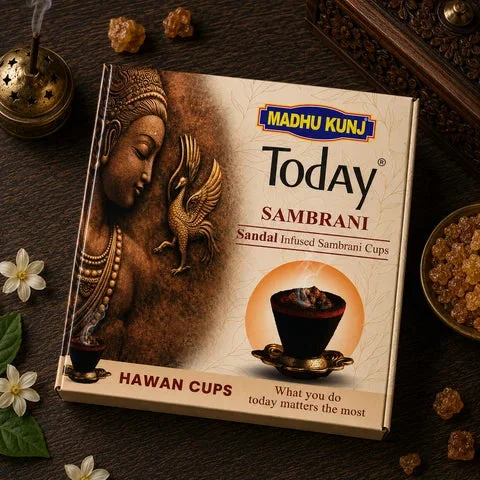 MADHU KUNJ
Today®
SAMBRANI
Sandal Infused Sambrani Cups
HAWAN CUPS
What you do
today matters the most